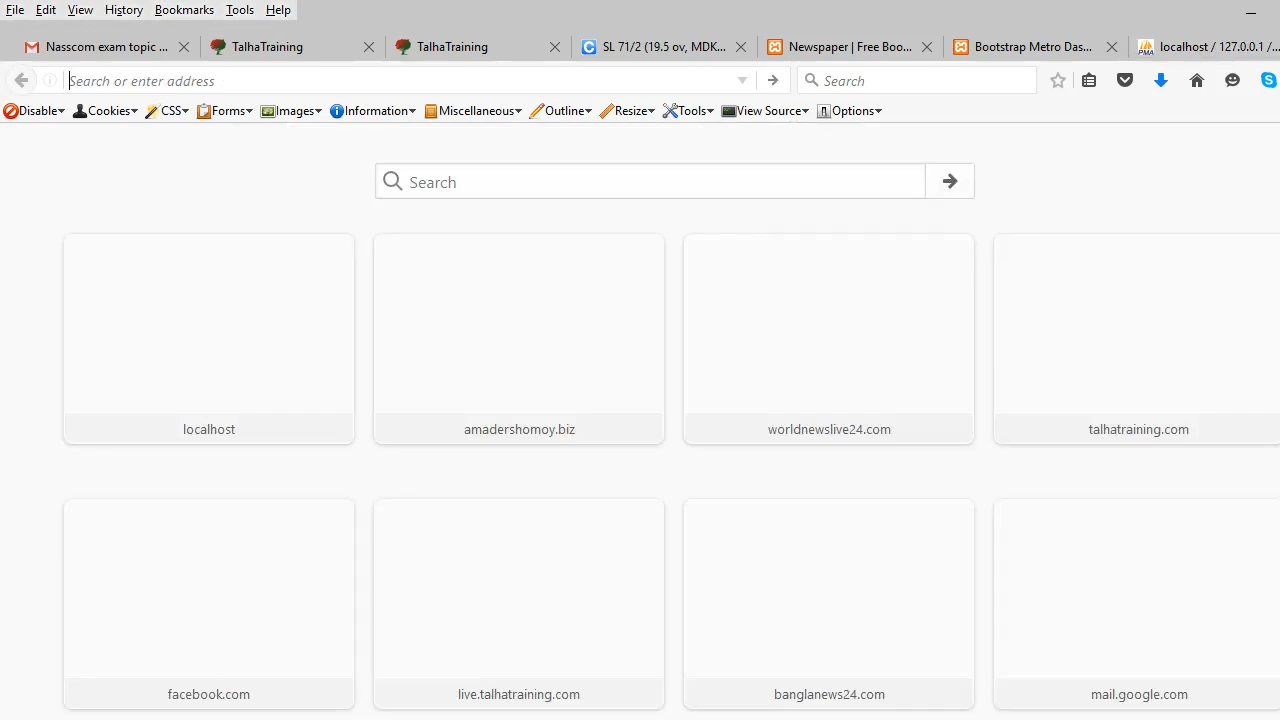 File Edit View History Bookmarks Tools Help
Nasscom exam topic ... TalhaTraining TalhaTraining SL 71/2 (19.5 ov, MDK... Newspaper | Free Boo... Bootstrap Metro Das... localhost / 127.0.0.1 /...
Search or enter address Search
Disable Cookies CSS Forms Images Information Miscellaneous Outline Resize Tools View Source Options
Search
localhost amadershomoy.biz worldnewslive24.com talhatraining.com
facebook.com live.talhatraining.com banglanews24.com mail.google.com